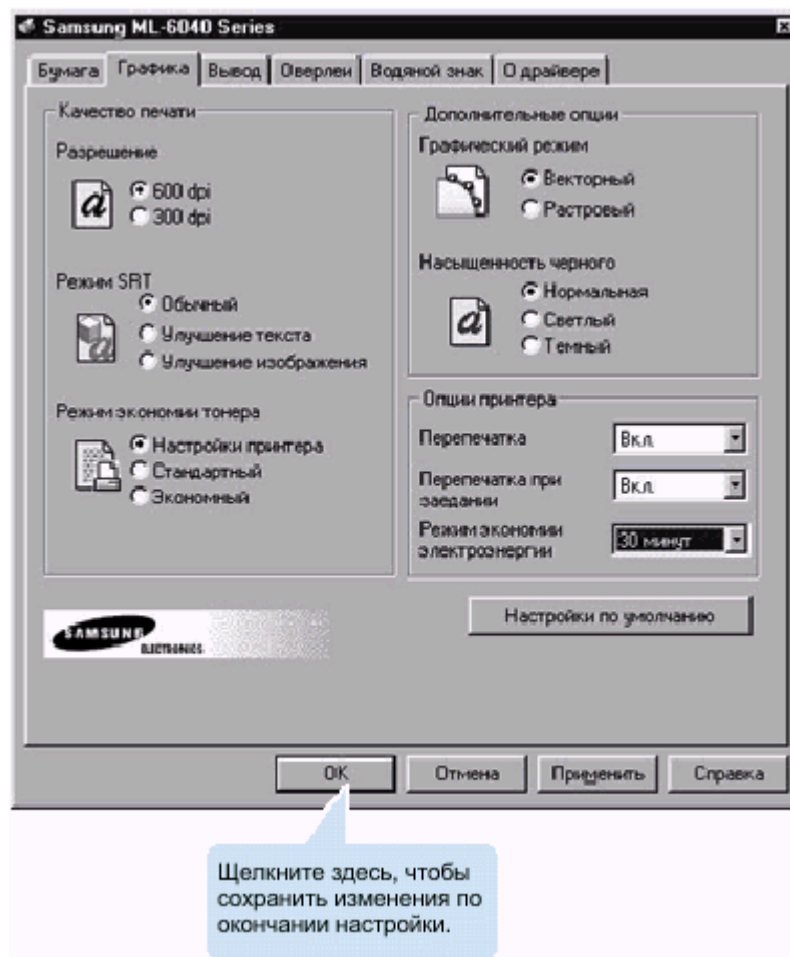 Samsung ML-6040 Series
Бумага Графика Вывод Оверлеи Водяной знак О драйвере
Качество печати
Разрешение
600 dpi
300 dpi
Режим SRT
Обычный
Улучшение текста
Улучшение изображения
Режим экономии тонера
Настройки принтера
Стандартный
Экономный
Дополнительные опции
Графический режим
Векторный
Растровый
Насыщенность черного
Нормальная
Светлый
Темный
Опции принтера
Перепечатка Вкл.
Перепечатка при
заедании
Вкл.
Режим экономии
электроэнергии
30 минут
SAMSUNG
ELECTRONICS
Настройки по умолчанию
OK Отмена Применить Справка
Щелкните здесь, чтобы
сохранить изменения по
окончании настройки.